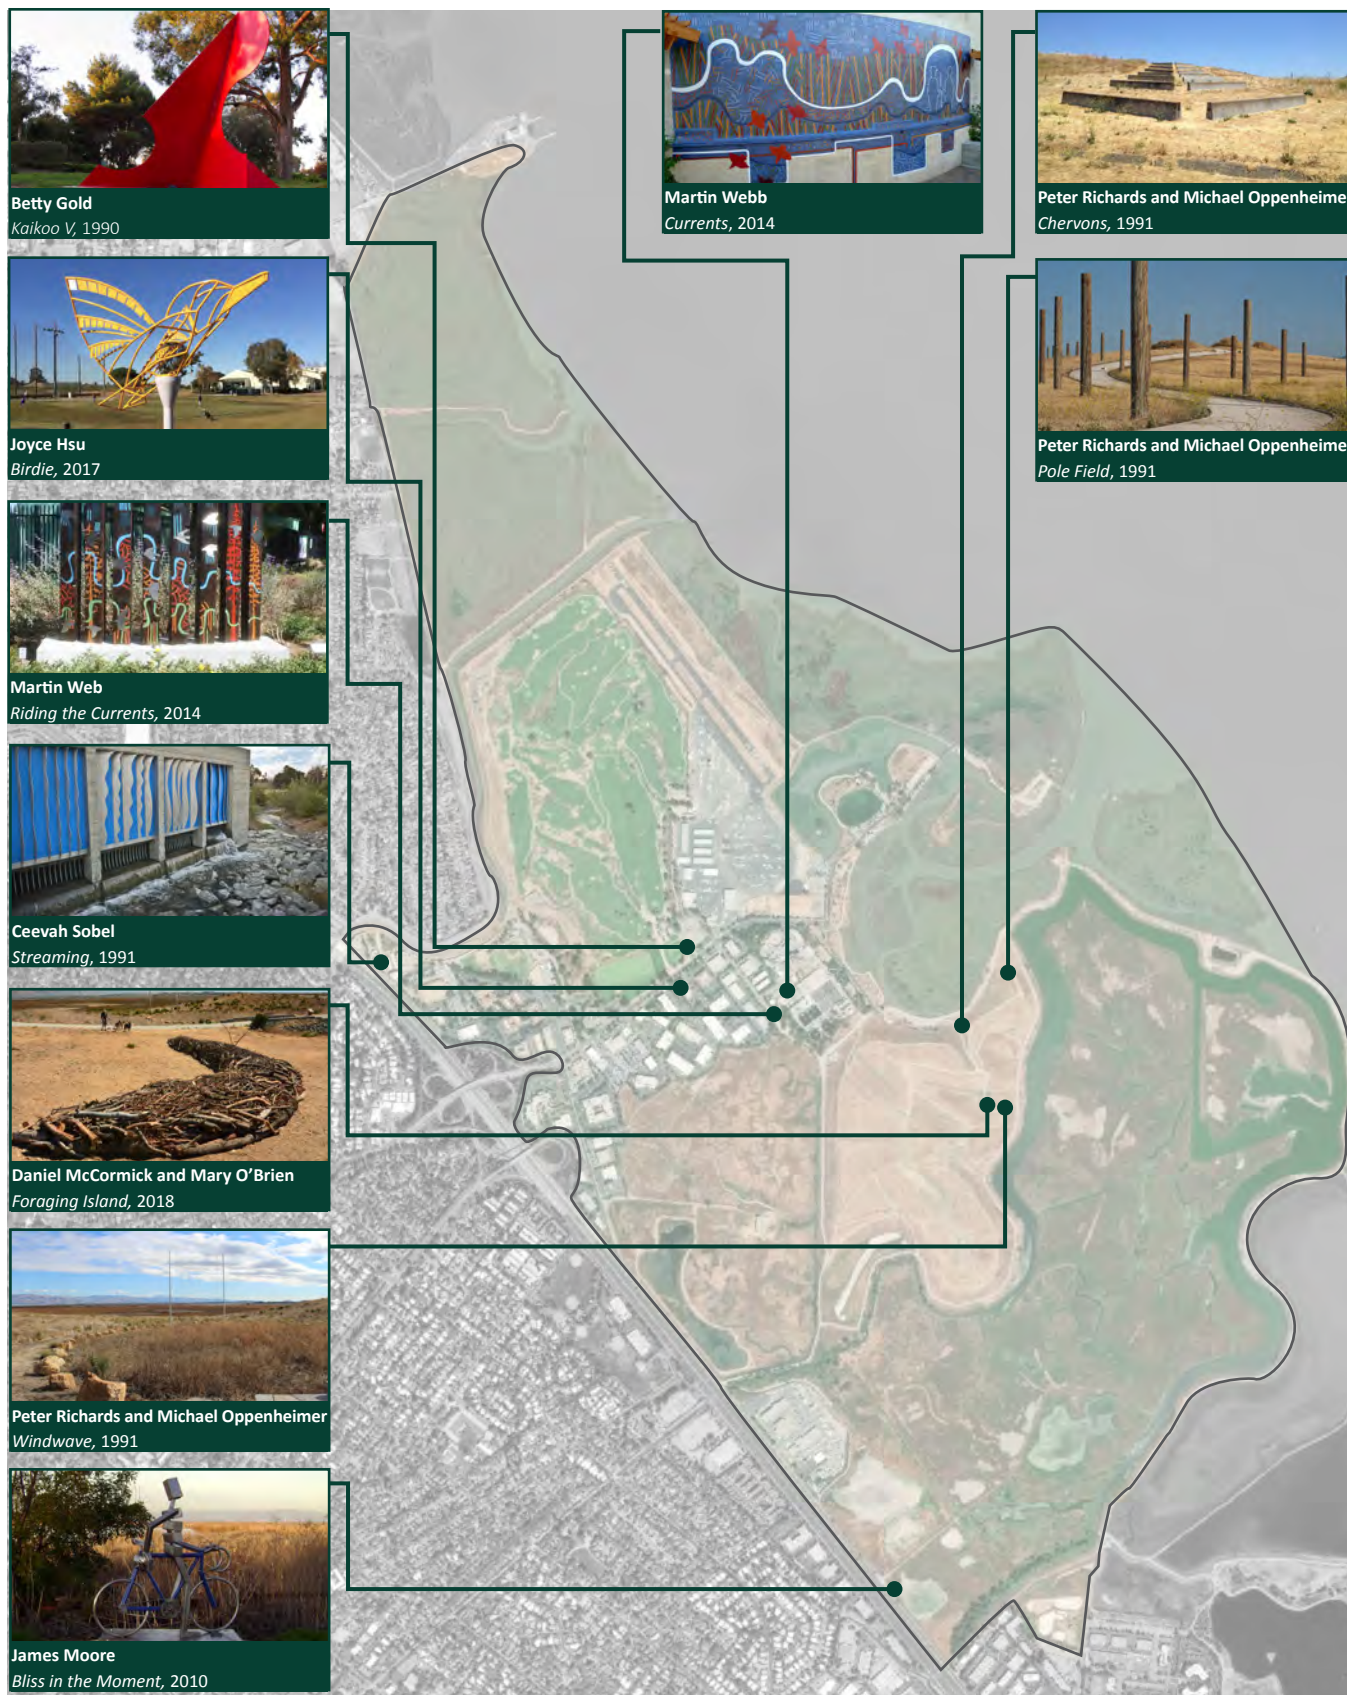 Betty Gold
Kaikoo V, 1990
Joyce Hsu
Birdie, 2017
Martin Web
Riding the Currents, 2014
Ceevah Sobel
Streaming, 1991
Daniel McCormick and Mary O'Brien
Foraging Island, 2018
Peter Richards and Michael Oppenheimer
Windwave, 1991
James Moore
Bliss in the Moment, 2010
Martin Webb
Currents, 2014
Peter Richards and Michael Oppenheime
Chervons, 1991
Peter Richards and Michael Oppenheime
Pole Field, 1991